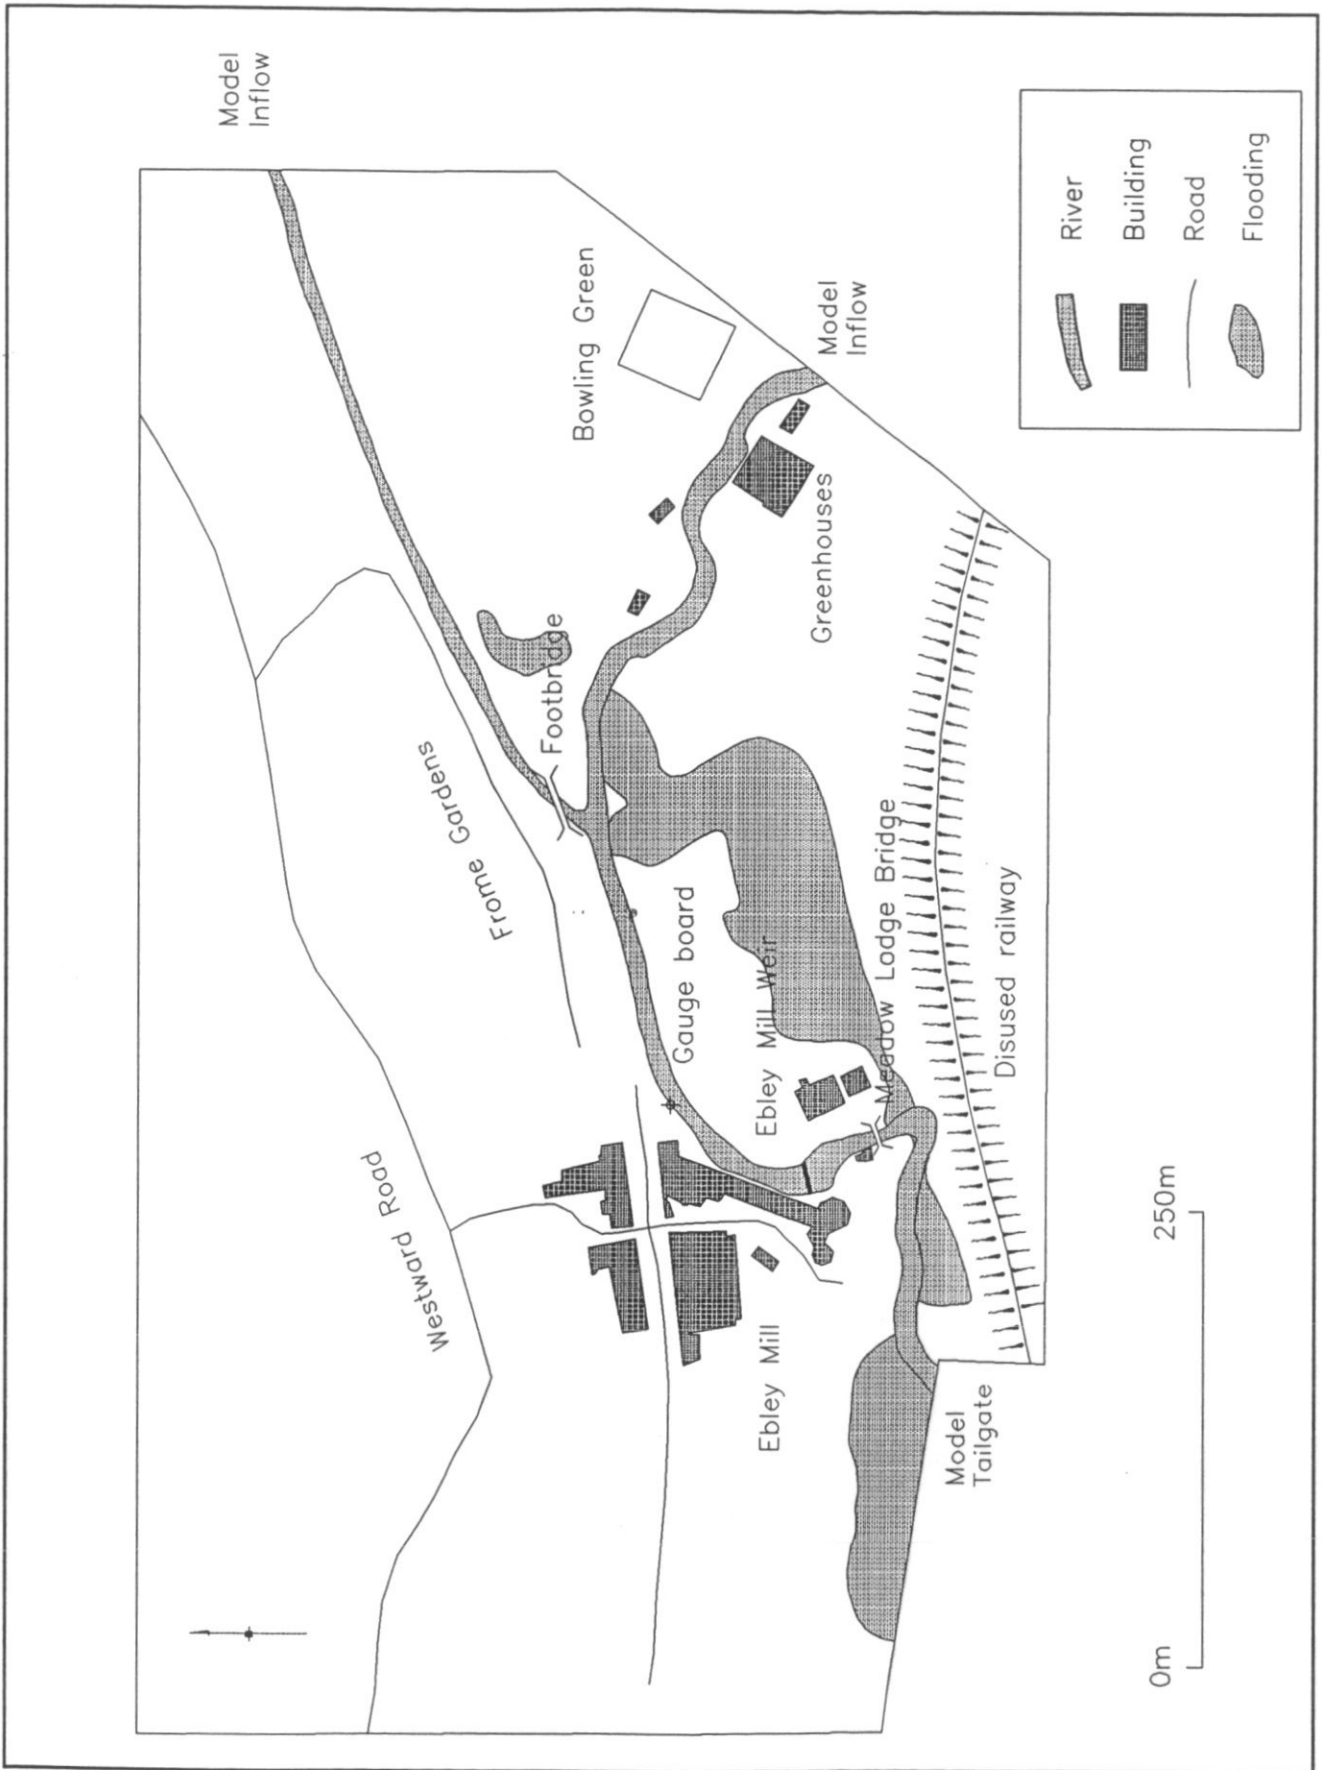 Model
Inflow
Bowling Green
Model
Inflow
Footbridge
Greenhouses
Frome Gardens
Gauge board
Ebley Mill Weir
Meadow Lodge Bridge
Disused railway
Westward Road
Ebley Mill
Model
Tailgate
River
Building
Road
Flooding
0m
250m